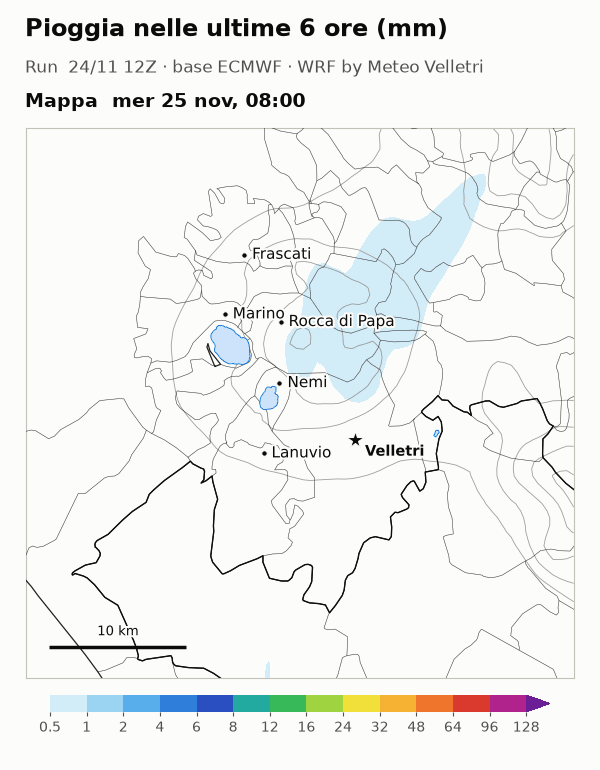 Pioggia nelle ultime 6 ore (mm)
Run  24/11 12Z · base ECMWF · WRF by Meteo Velletri
Mappa  mer 25 nov, 08:00
Frascati
Marino
Rocca di Papa
Nemi
Velletri
Lanuvio
10 km
0.5 1 2 4 6 8 12 16 24 32 48 64 96 128